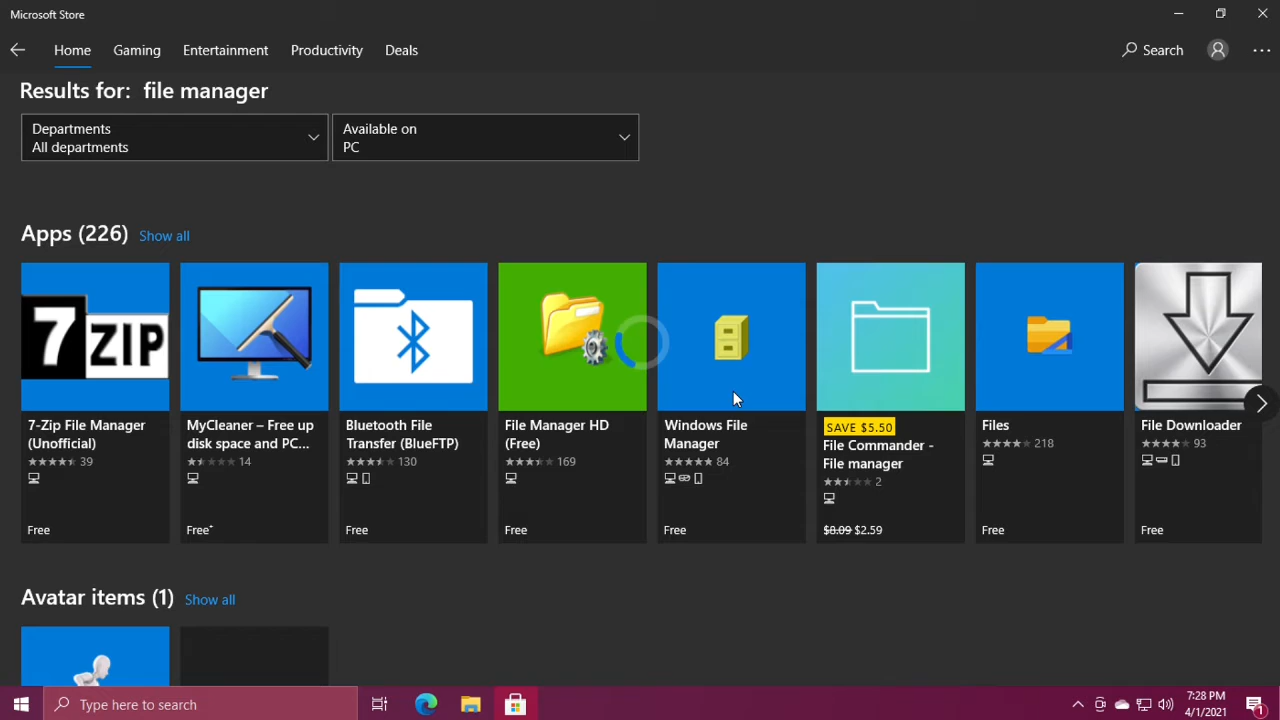 Microsoft Store
Home Gaming Entertainment Productivity Deals Search
Results for: file manager
Departments
All departments
Available on
PC
Apps (226) Show all
7 ZIP
7-Zip File Manager
(Unofficial)
39
Free
MyCleaner – Free up
disk space and PC...
14
Free*
Bluetooth File
Transfer (BlueFTP)
130
Free
File Manager HD
(Free)
169
Free
Windows File
Manager
84
Free
SAVE $5.50
File Commander -
File manager
2
$8.09 $2.59
Files
218
Free
File Downloader
93
Free
Avatar items (1) Show all
Type here to search
7:28 PM
4/1/2021
1